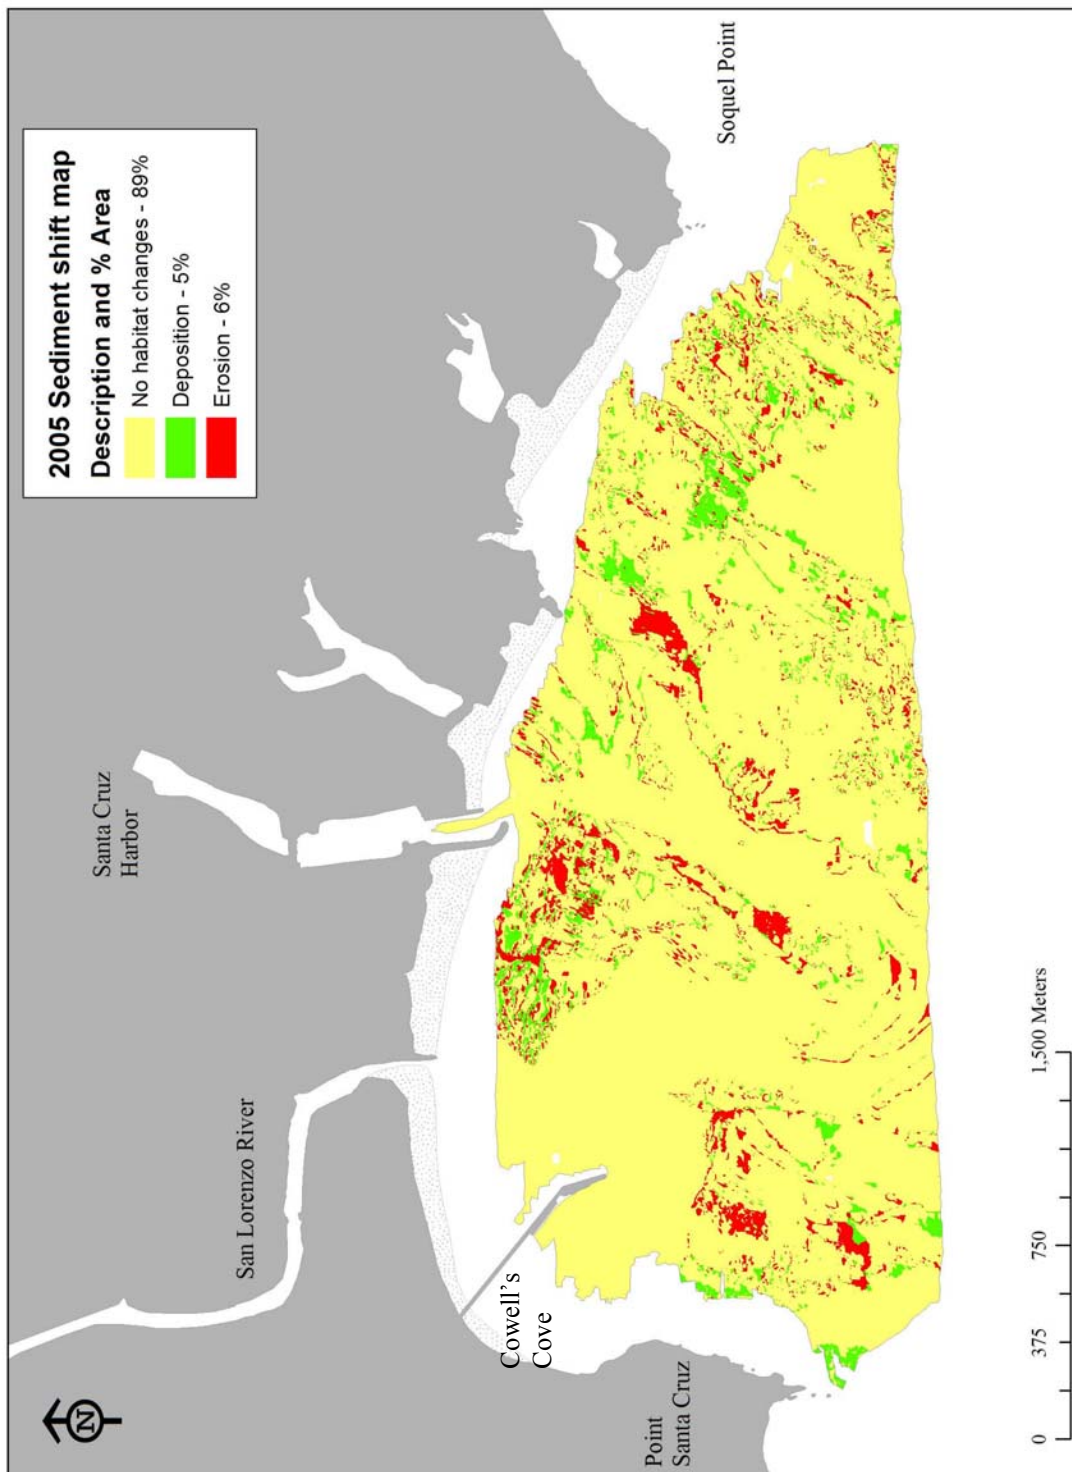 2005 Sediment shift map
Description and % Area
No habitat changes - 89%
Deposition - 5%
Erosion - 6%
Santa Cruz
Harbor
San Lorenzo River
Soquel Point
Cowell's
Cove
Point
Santa Cruz
N
0 375 750 1,500 Meters